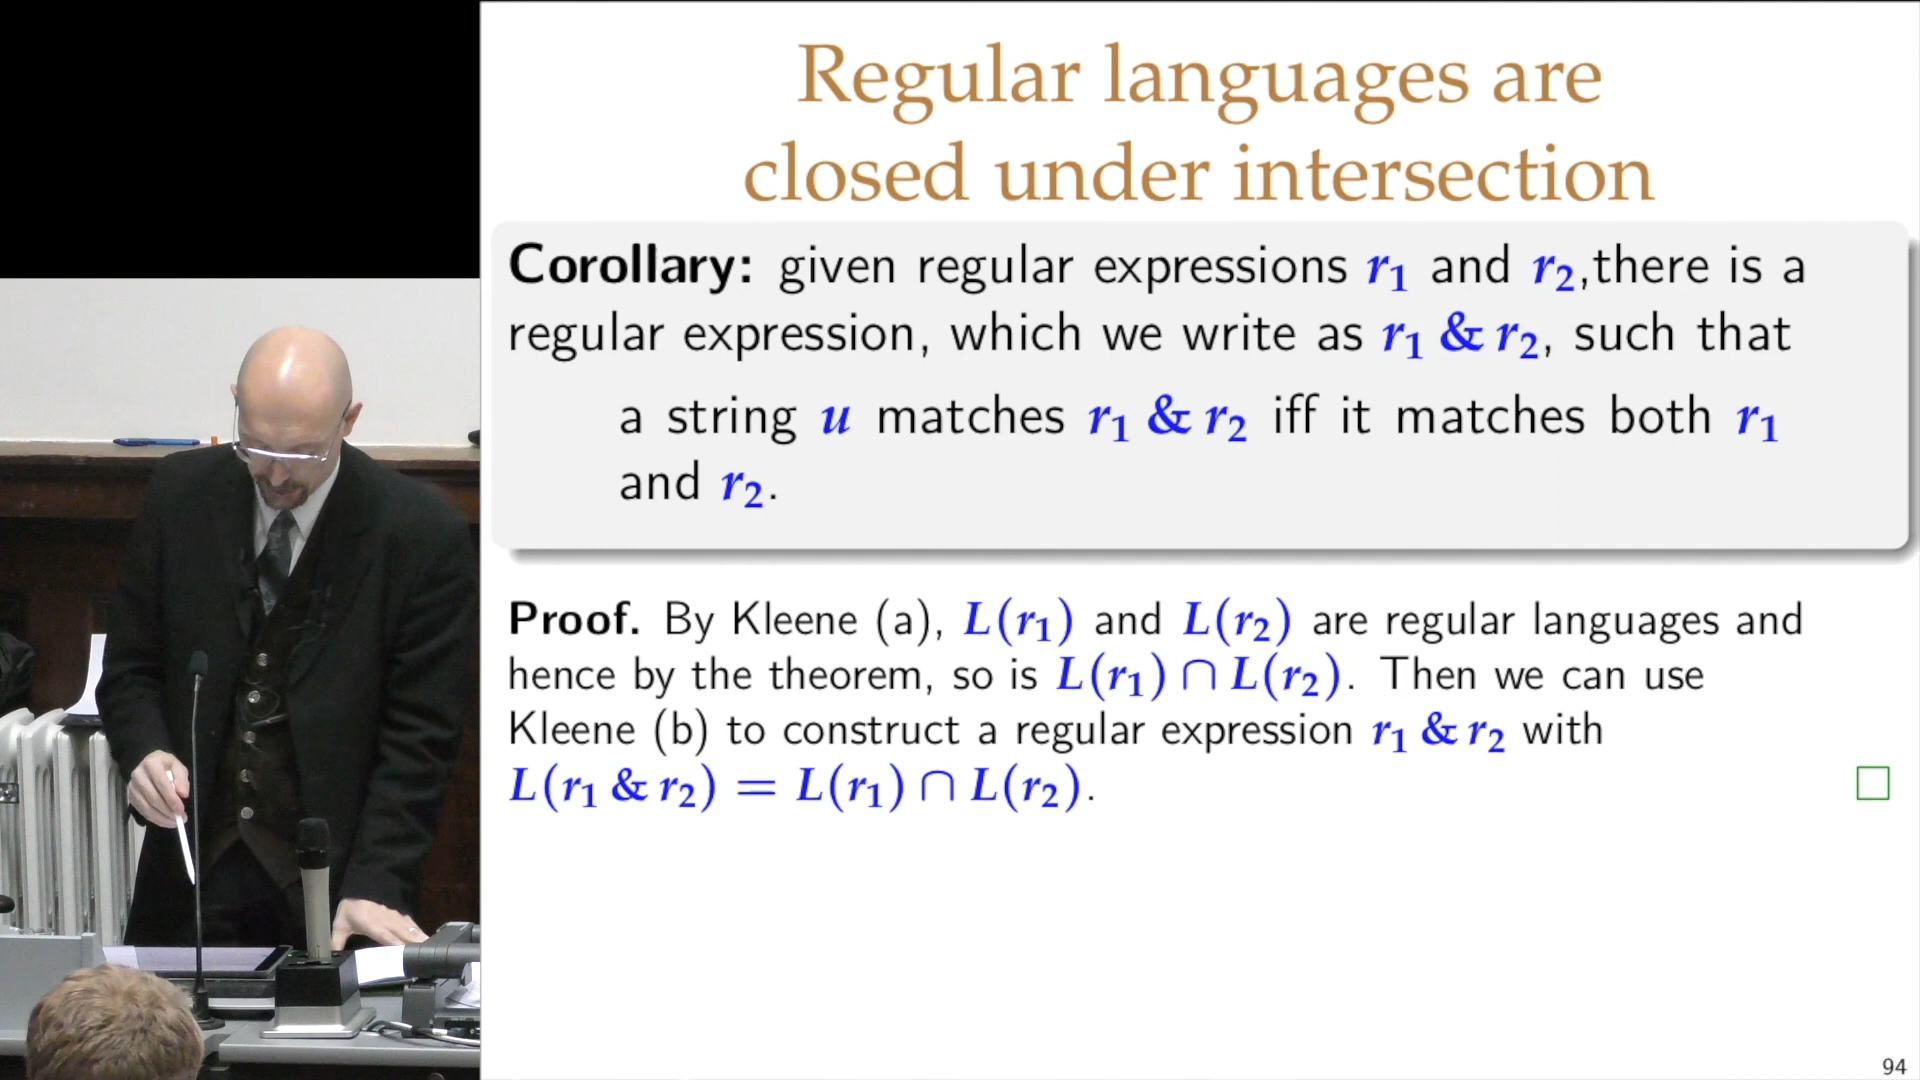 Regular languages are
closed under intersection
Corollary: given regular expressions r₁ and r₂,there is a
regular expression, which we write as r₁ & r₂, such that
a string u matches r₁ & r₂ iff it matches both r₁
and r₂.
Proof. By Kleene (a), L(r₁) and L(r₂) are regular languages and
hence by the theorem, so is L(r₁) ∩ L(r₂). Then we can use
Kleene (b) to construct a regular expression r₁ & r₂ with
L(r₁ & r₂) = L(r₁) ∩ L(r₂). □
94